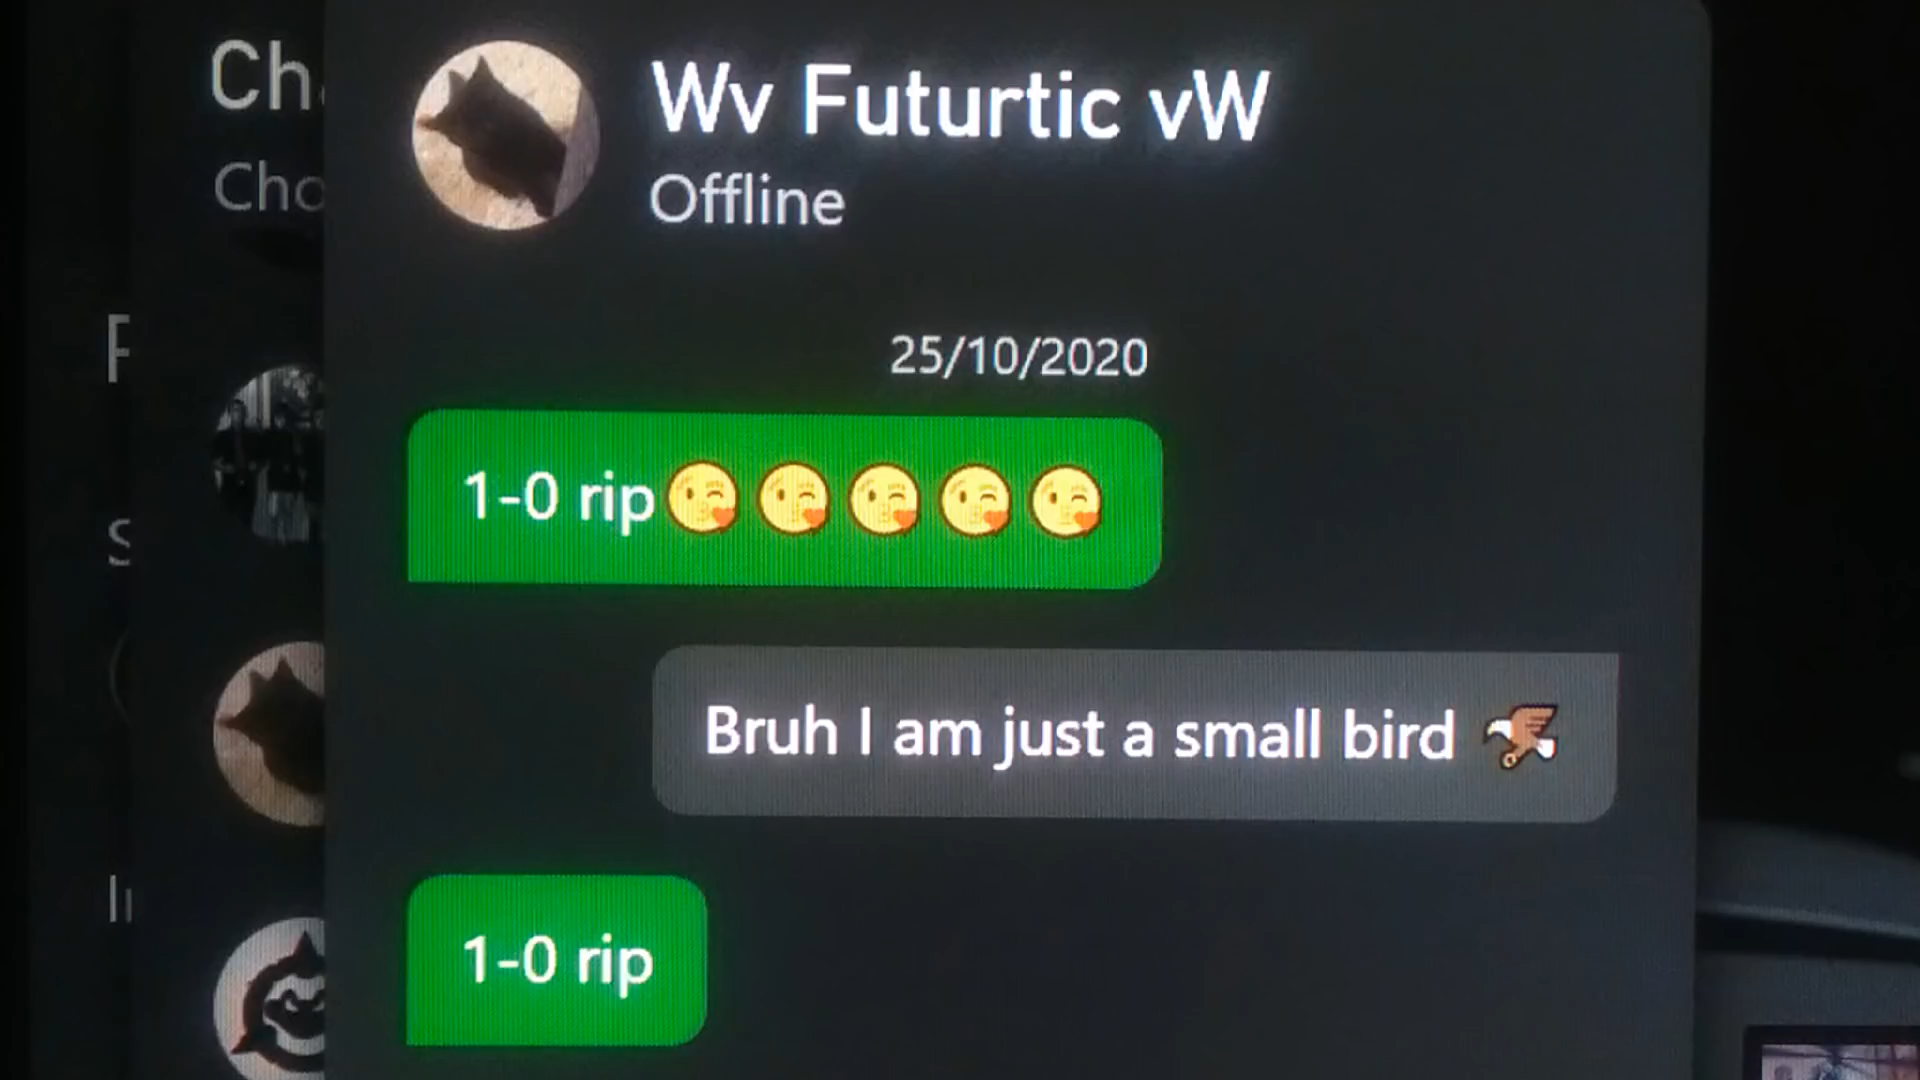 Ch
Cho
Wv Futurtic vW
Offline
25/10/2020
1-0 rip😘😘😘😘😘
Bruh I am just a small bird 🦅
1-0 rip